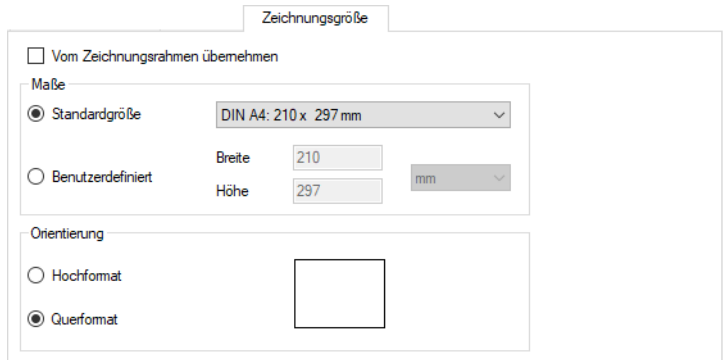 Zeichnungsgröße
Vom Zeichnungsrahmen übernehmen
Maße
Standardgröße DIN A4: 210 x 297 mm
Breite 210
Benutzerdefiniert mm
Höhe 297
Orientierung
Hochformat
Querformat